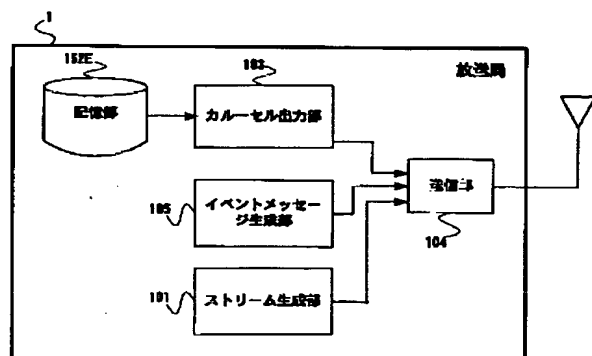 1
152E
記憶部
103
カルーセル出力部
放送局
105
イベントメッセー
ジ生成部
送信部
104
101
ストリーム生成部